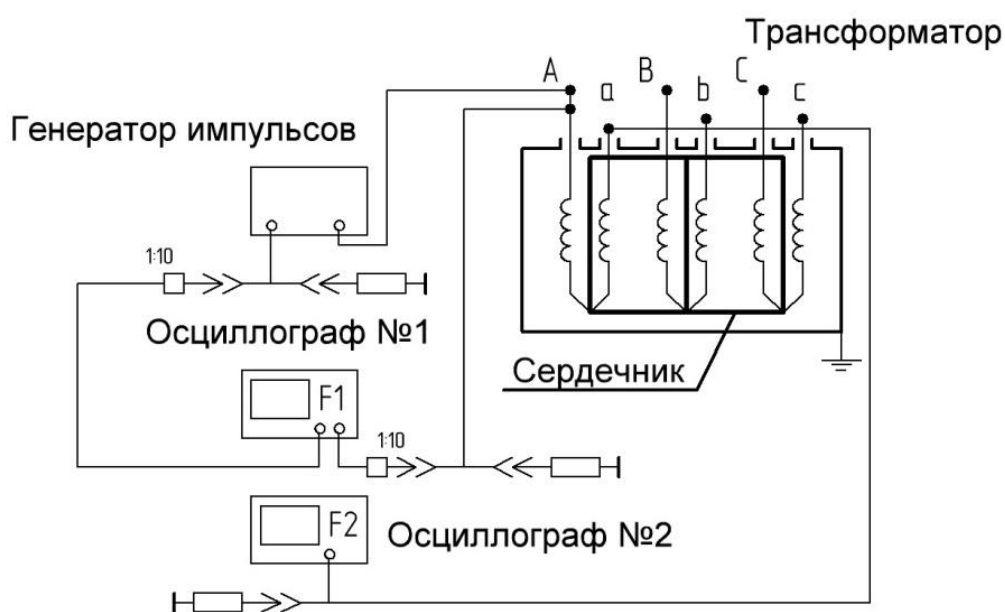 Трансформатор
A B C
a b c
Генератор импульсов
1:10
Осциллограф №1
Сердечник
F1
1:10
F2
Осциллограф №2